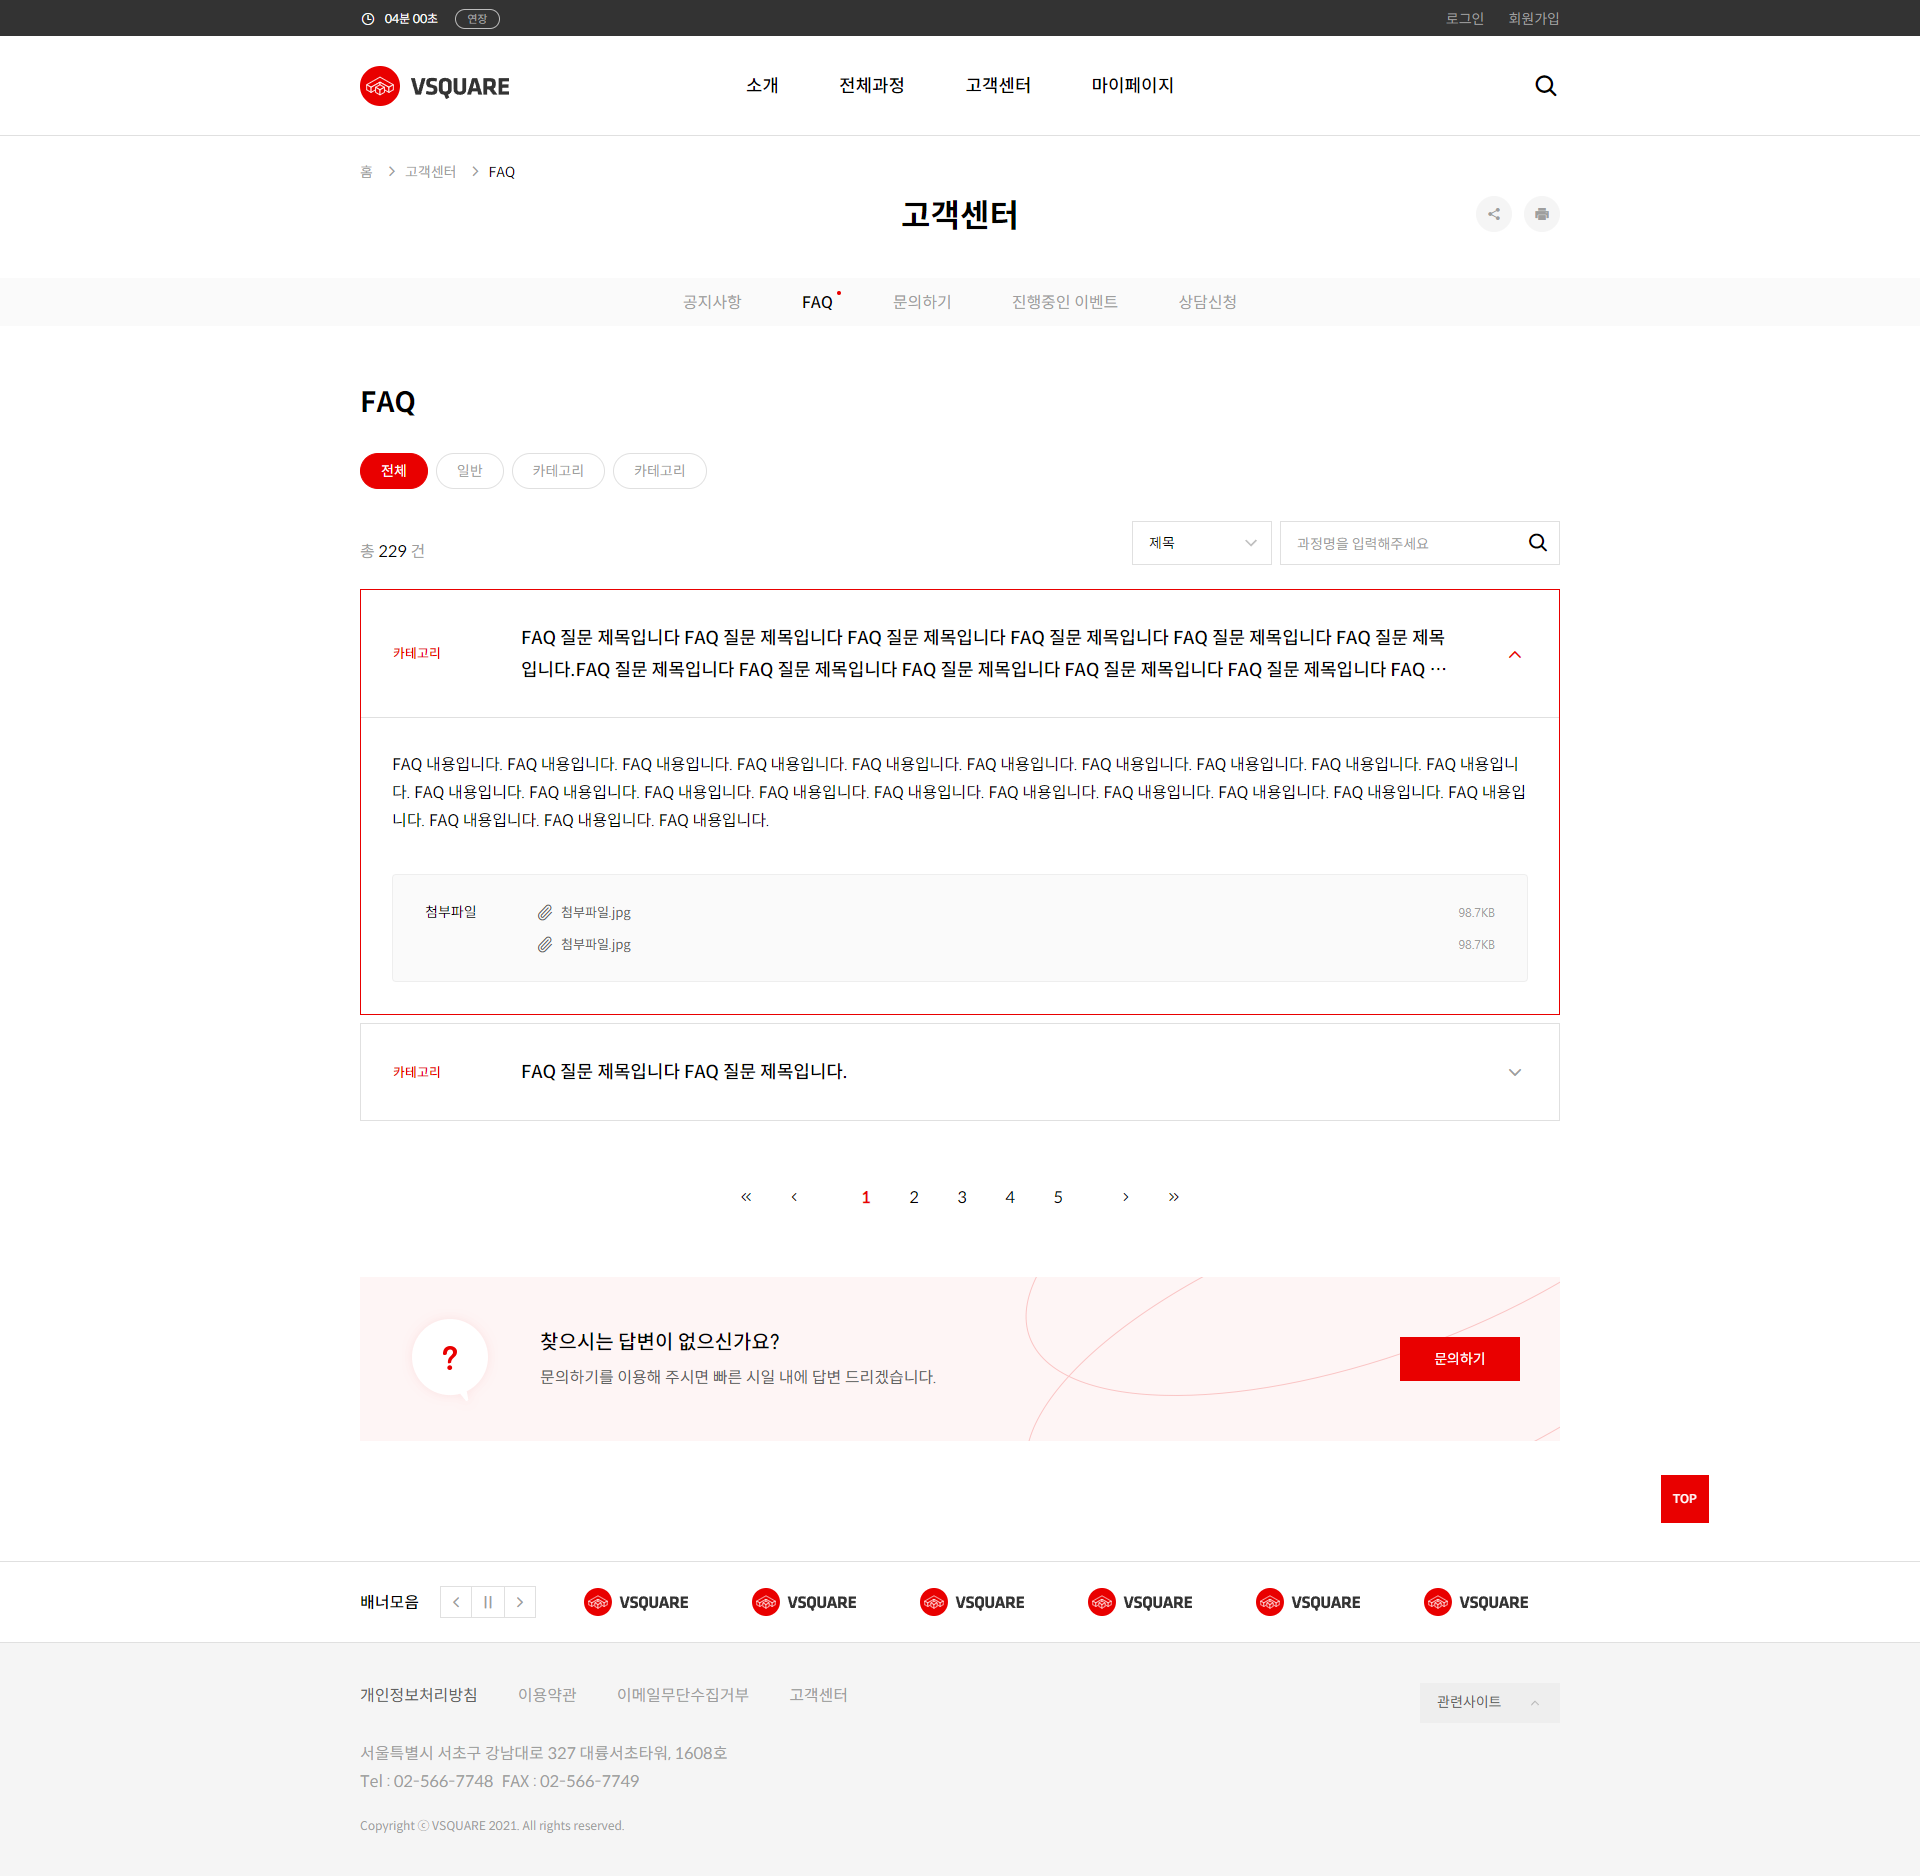 04분 00초 연장 로그인 회원가입
VSQUARE 소개 전체과정 고객센터 마이페이지
홈 고객센터 FAQ
고객센터
공지사항 FAQ 문의하기 진행중인 이벤트 상담신청
FAQ
전체 일반 카테고리 카테고리
총 229 건 제목 과정명을 입력해주세요
카테고리
FAQ 질문 제목입니다 FAQ 질문 제목입니다 FAQ 질문 제목입니다 FAQ 질문 제목입니다 FAQ 질문 제목입니다 FAQ 질문 제목
입니다.FAQ 질문 제목입니다 FAQ 질문 제목입니다 FAQ 질문 제목입니다 FAQ 질문 제목입니다 FAQ 질문 제목입니다 FAQ …
FAQ 내용입니다. FAQ 내용입니다. FAQ 내용입니다. FAQ 내용입니다. FAQ 내용입니다. FAQ 내용입니다. FAQ 내용입니다. FAQ 내용입니다. FAQ 내용입니다. FAQ 내용입니
다. FAQ 내용입니다. FAQ 내용입니다. FAQ 내용입니다. FAQ 내용입니다. FAQ 내용입니다. FAQ 내용입니다. FAQ 내용입니다. FAQ 내용입니다. FAQ 내용입니다. FAQ 내용입
니다. FAQ 내용입니다. FAQ 내용입니다. FAQ 내용입니다.
첨부파일 첨부파일.jpg 98.7KB
첨부파일.jpg 98.7KB
카테고리 FAQ 질문 제목입니다 FAQ 질문 제목입니다.
1 2 3 4 5
?
찾으시는 답변이 없으신가요?
문의하기를 이용해 주시면 빠른 시일 내에 답변 드리겠습니다.
문의하기
TOP
배너모음 VSQUARE VSQUARE VSQUARE VSQUARE VSQUARE VSQUARE
개인정보처리방침 이용약관 이메일무단수집거부 고객센터 관련사이트
서울특별시 서초구 강남대로 327 대륭서초타워, 1608호
Tel : 02-566-7748 FAX : 02-566-7749
Copyright ⓒ VSQUARE 2021. All rights reserved.